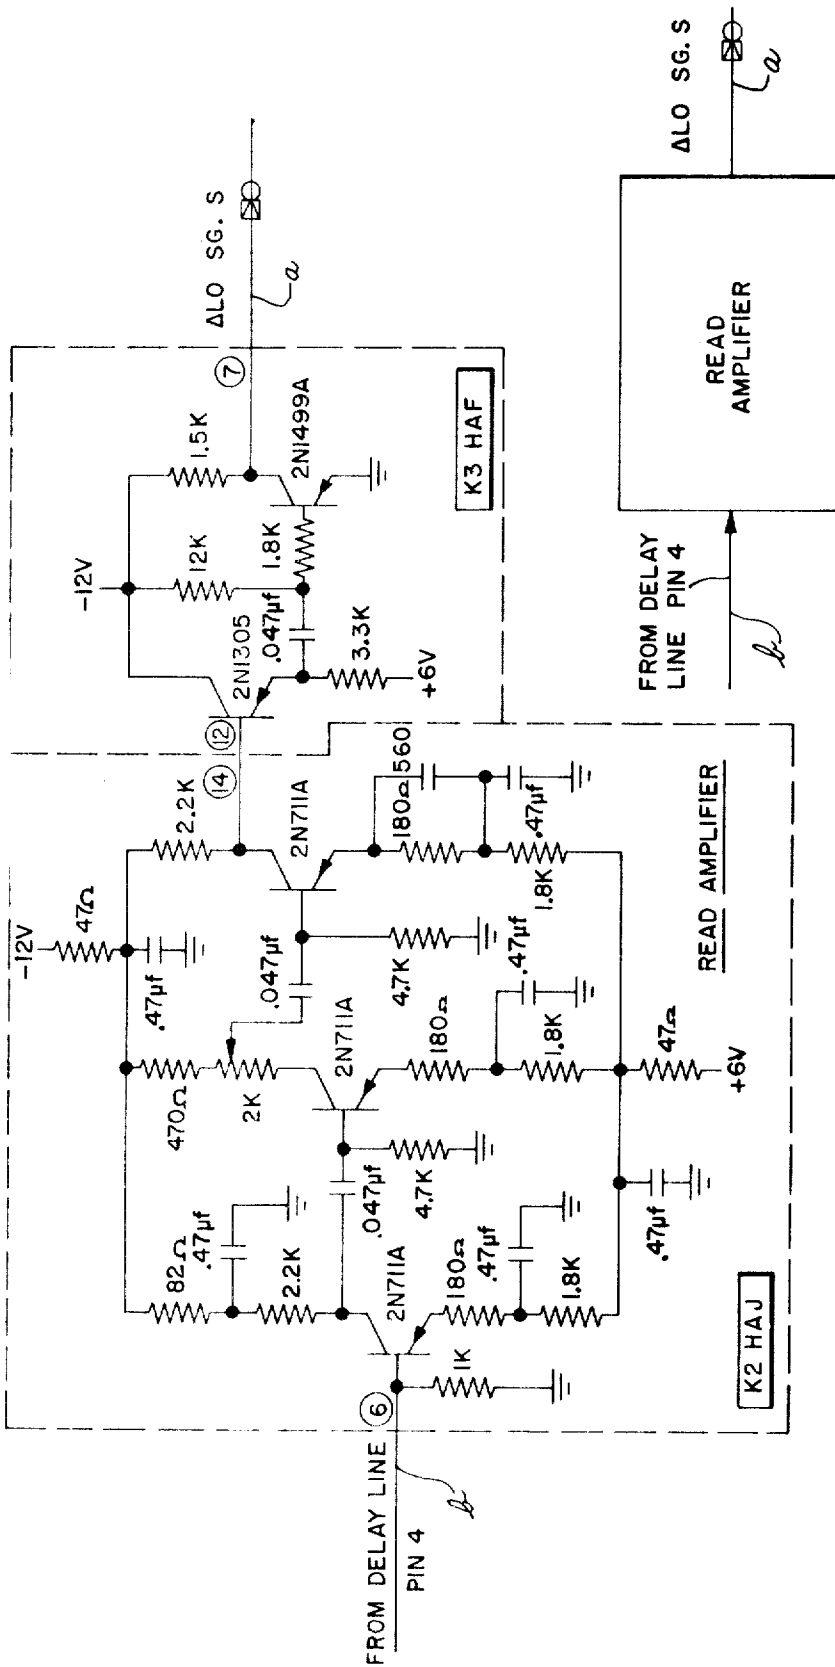 ΔLO SG. S
a
7
1.5K
2N1499A
K3 HAF
-12V
12K
1.8K
.047µf
2N1305
3.3K
+6V
12
14
2.2K
2N711A
560
180Ω
.47µf
1.8K
-12V
47Ω
.47µf
.047µf
4.7K
470Ω
2K
2N711A
180Ω
.47µf
1.8K
47Ω
+6V
READ AMPLIFIER
82Ω
.47µf
2.2K
.047µf
4.7K
2N711A
180Ω
.47µf
1.8K
.47µf
1K
6
K2 HAJ
FROM DELAY LINE
PIN 4
b
ΔLO SG. S
a
READ
AMPLIFIER
FROM DELAY
LINE PIN 4
b